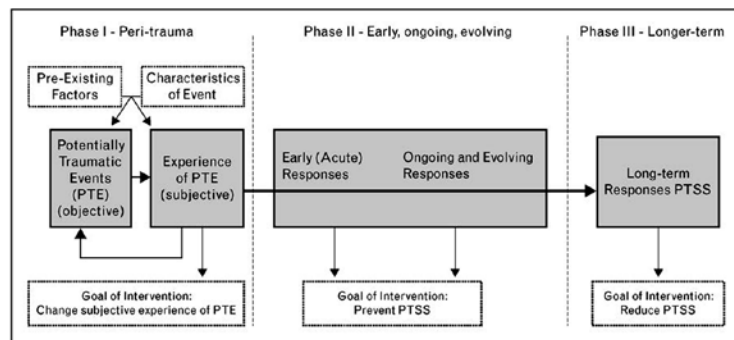 Phase I - Peri-trauma
Phase II - Early, ongoing, evolving
Phase III - Longer-term
Pre-Existing
Factors
Characteristics
of Event
Potentially
Traumatic
Events
(PTE)
(objective)
Experience
of PTE
(subjective)
Early (Acute)
Responses
Ongoing and Evolving
Responses
Long-term
Responses PTSS
Goal of Intervention:
Change subjective experience of PTE
Goal of Intervention:
Prevent PTSS
Goal of Intervention:
Reduce PTSS